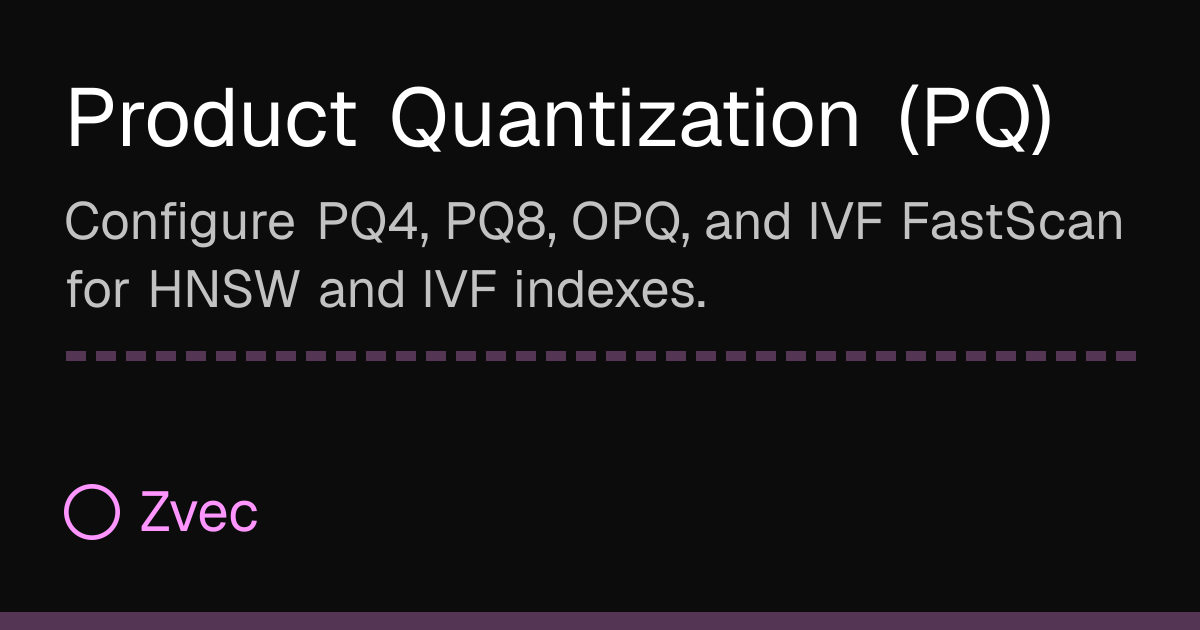 Product Quantization (PQ)
Configure PQ4, PQ8, OPQ, and IVF FastScan
for HNSW and IVF indexes.
Zvec